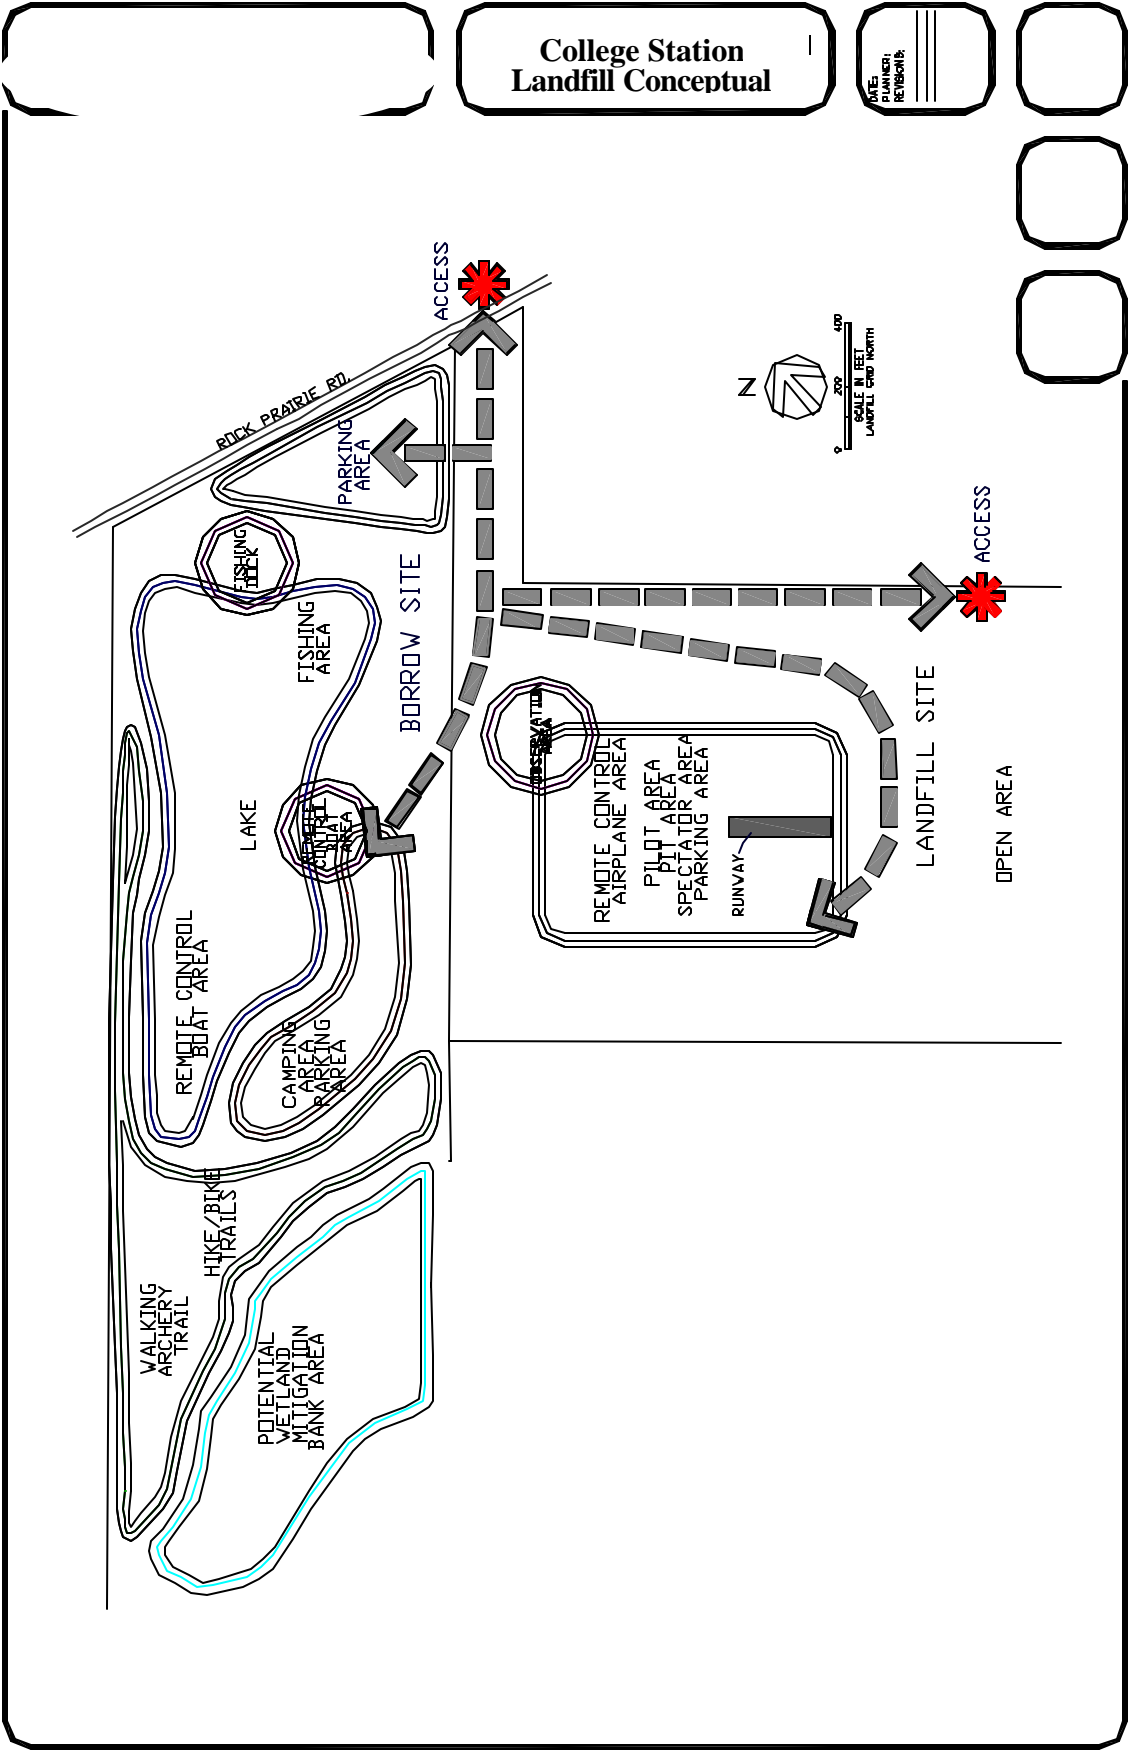 College Station
Landfill Conceptual
DATE:
PLANNER:
REVISIONS:
ACCESS
ROCK PRAIRIE RD.
PARKING
AREA
N
0 200 400
SCALE IN FEET
LANDFILL GRID NORTH
ACCESS
FISHING
DOCK
FISHING
AREA
BORROW SITE
OBSERVATION
AREA
LAKE
REMOTE
CONTROL
BOAT
AREA
REMOTE CONTROL
AIRPLANE AREA
PILOT AREA
PIT AREA
SPECTATOR AREA
PARKING AREA
RUNWAY
LANDFILL SITE
OPEN AREA
REMOTE CONTROL
BOAT AREA
CAMPING
AREA
PARKING
AREA
HIKE/BIKE
TRAILS
WALKING
ARCHERY
TRAIL
POTENTIAL
WETLAND
MITIGATION
BANK AREA